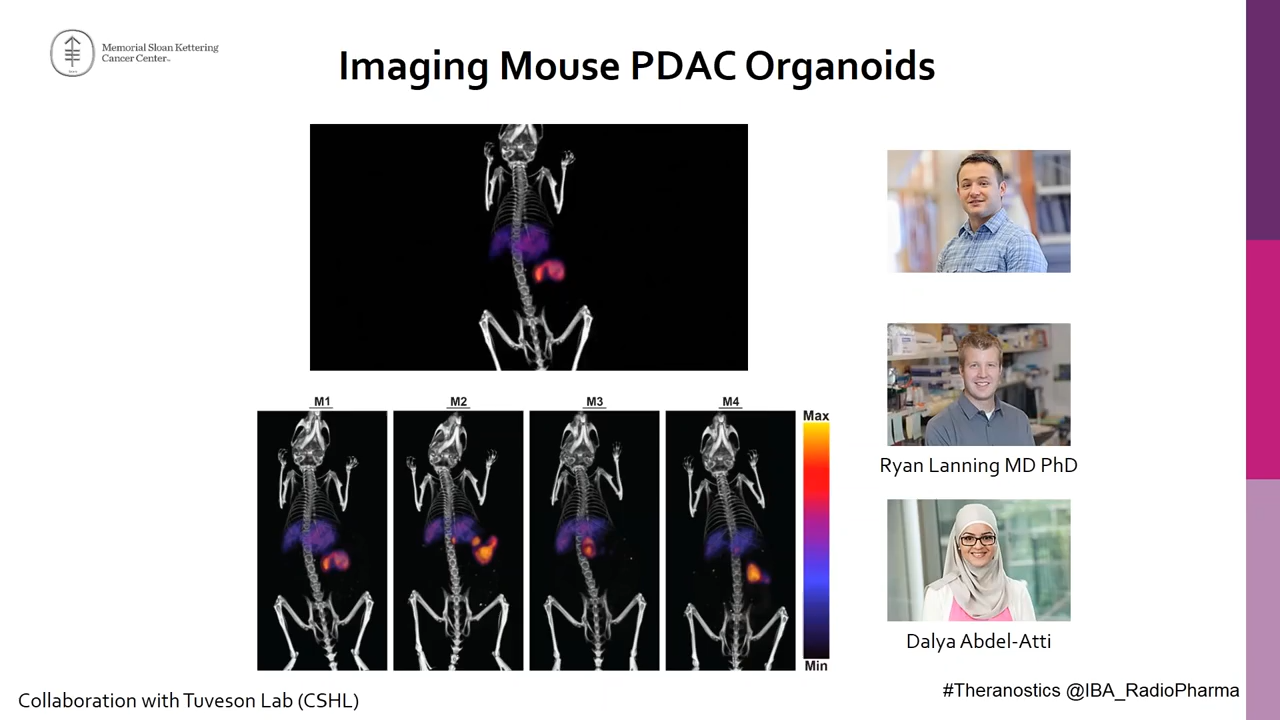 Memorial Sloan Kettering
Cancer Center
Imaging Mouse PDAC Organoids
M1
M2
M3
M4
Max
Min
Ryan Lanning MD PhD
Dalya Abdel-Atti
Collaboration with Tuveson Lab (CSHL)
#Theranostics @IBA_RadioPharma